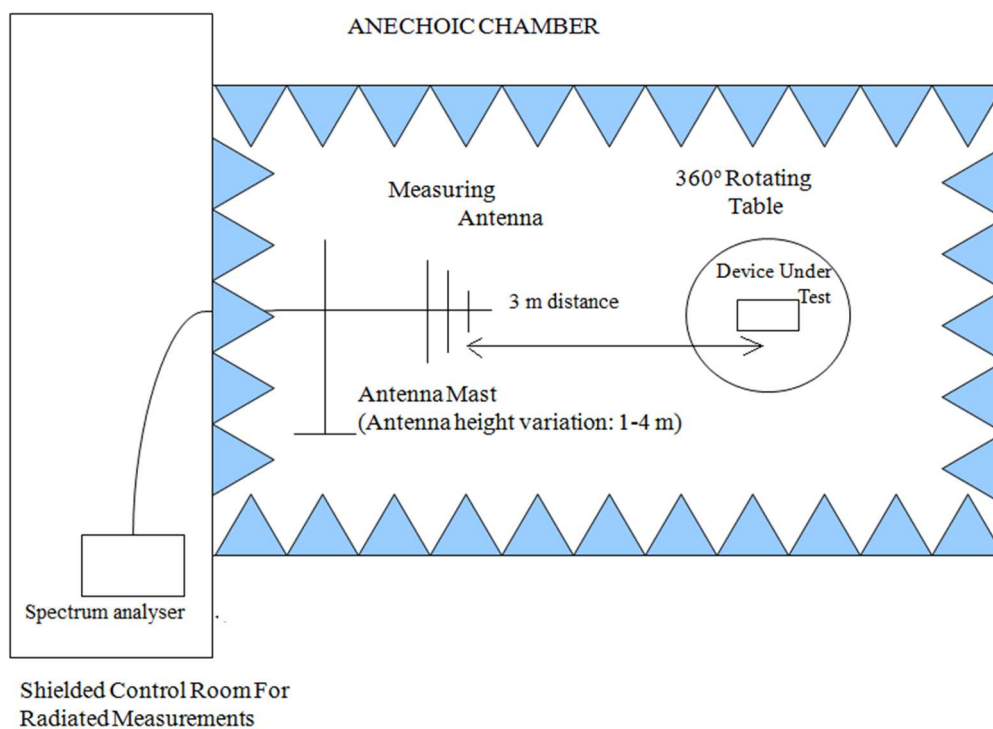 ANECHOIC CHAMBER
360º Rotating
Table
Measuring
Antenna
Device Under
Test
3 m distance
Antenna Mast
(Antenna height variation: 1-4 m)
Spectrum analyser
Shielded Control Room For
Radiated Measurements